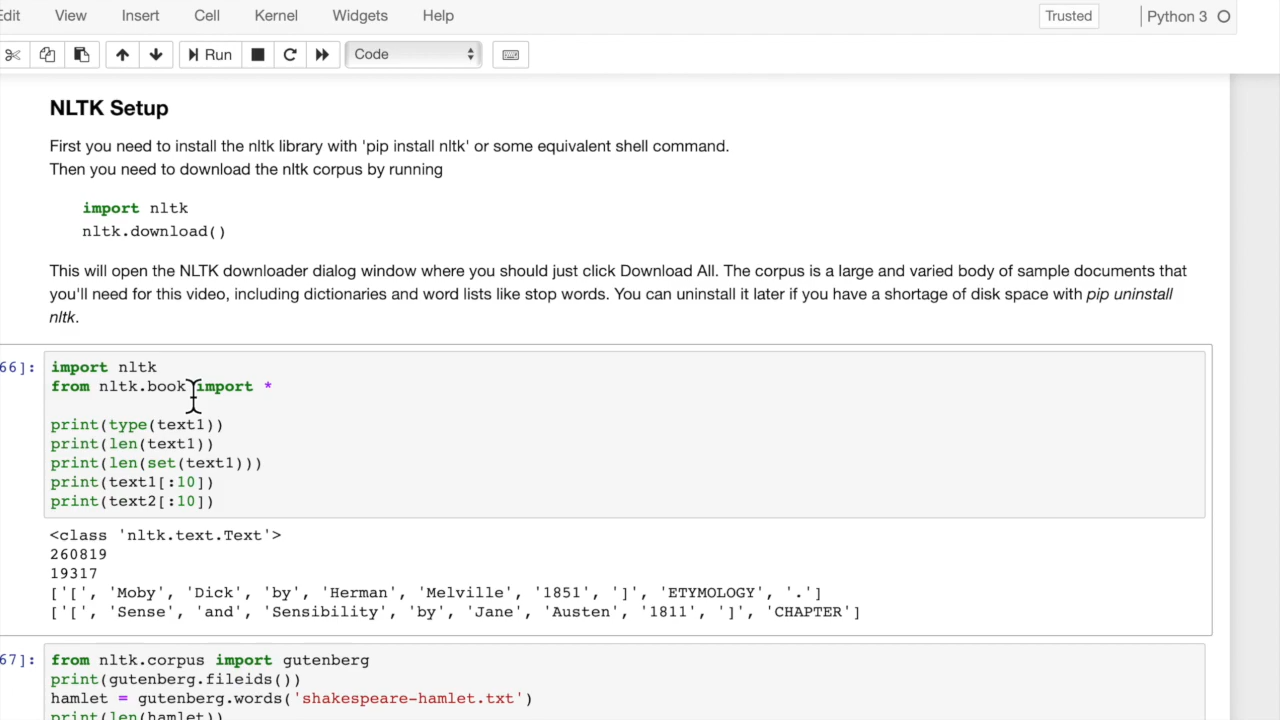 Edit View Insert Cell Kernel Widgets Help Trusted Python 3
Run Code
NLTK Setup
First you need to install the nltk library with 'pip install nltk' or some equivalent shell command.
Then you need to download the nltk corpus by running
import nltk
nltk.download()
This will open the NLTK downloader dialog window where you should just click Download All. The corpus is a large and varied body of sample documents that
you'll need for this video, including dictionaries and word lists like stop words. You can uninstall it later if you have a shortage of disk space with pip uninstall
nltk.
66]: import nltk
from nltk.book import *
print(type(text1))
print(len(text1))
print(len(set(text1)))
print(text1[:10])
print(text2[:10])
<class 'nltk.text.Text'>
260819
19317
['[', 'Moby', 'Dick', 'by', 'Herman', 'Melville', '1851', ']', 'ETYMOLOGY', '.']
['[', 'Sense', 'and', 'Sensibility', 'by', 'Jane', 'Austen', '1811', ']', 'CHAPTER']
67]: from nltk.corpus import gutenberg
print(gutenberg.fileids())
hamlet = gutenberg.words('shakespeare-hamlet.txt')
print(len(hamlet))